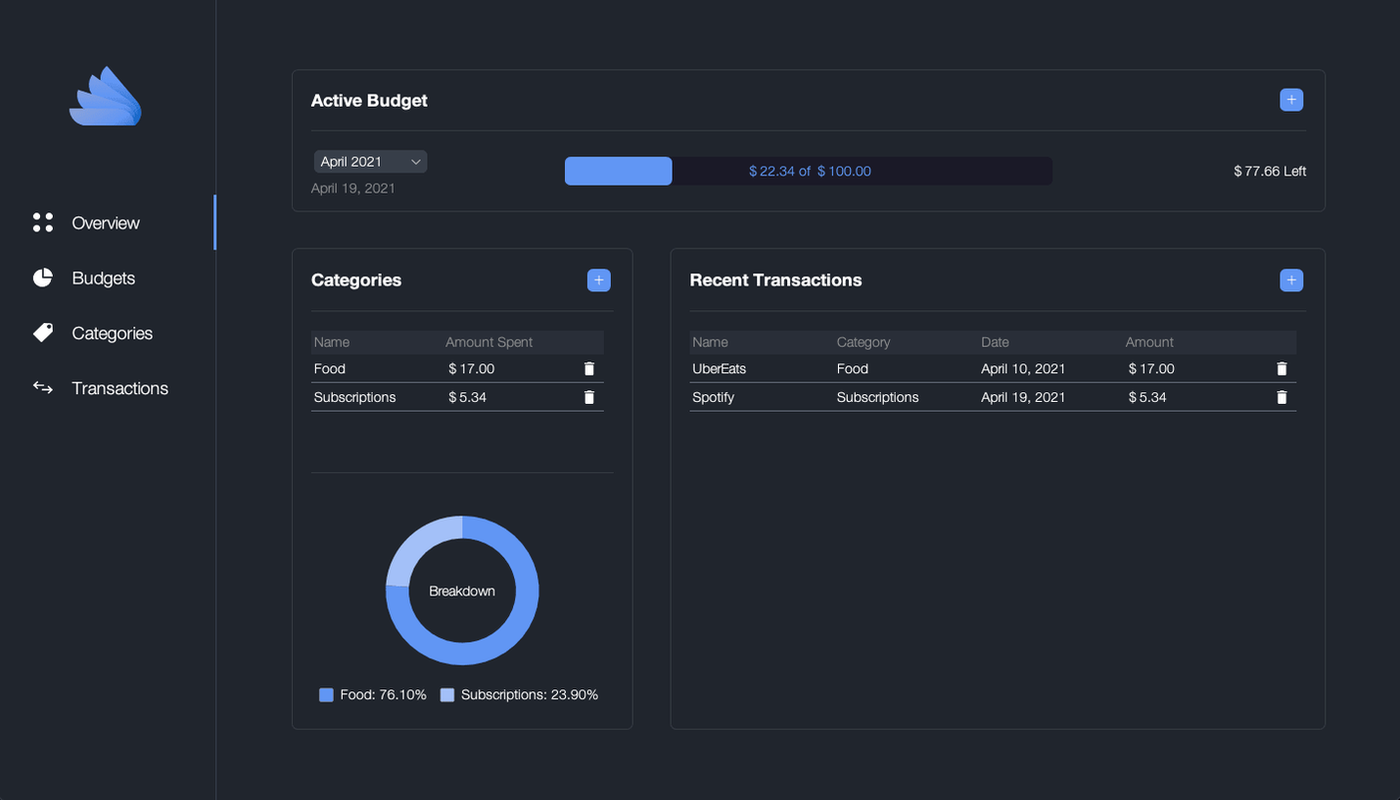 Overview
Budgets
Categories
Transactions
Active Budget
April 2021
April 19, 2021
$ 22.34 of $ 100.00
$ 77.66 Left
Categories
Name Amount Spent
Food $ 17.00
Subscriptions $ 5.34
Breakdown
Food: 76.10% Subscriptions: 23.90%
Recent Transactions
Name Category Date Amount
UberEats Food April 10, 2021 $ 17.00
Spotify Subscriptions April 19, 2021 $ 5.34